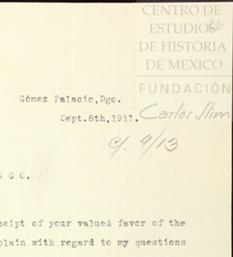 CENTRO DE
ESTUDIOS
DE HISTORIA
DE MEXICO
FUNDACIÓN
Carlos Slim
Gómez Palacio, Dgo.
Sept. 8th, 1911.
c/. 9/13
G O.
ceipt of your valued favor of the
plain with regard to my questions